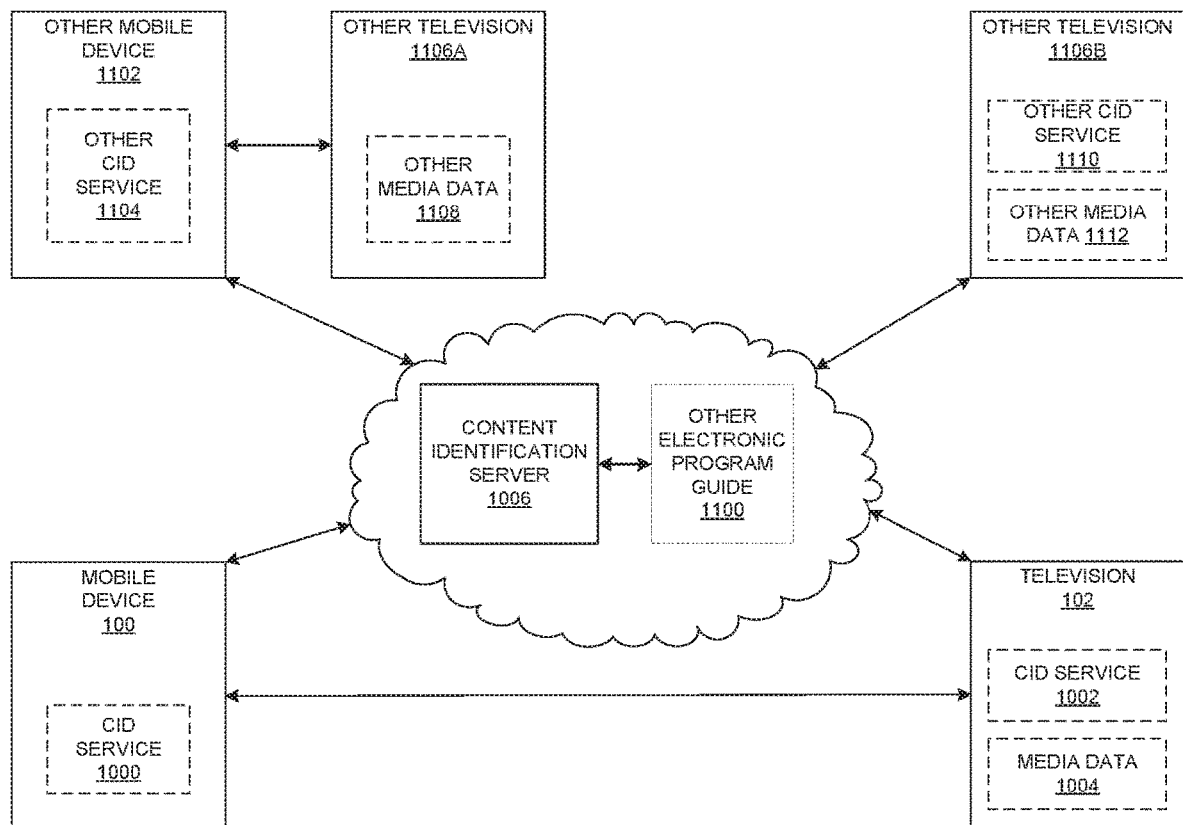 OTHER MOBILE
DEVICE
1102
OTHER
CID
SERVICE
1104
OTHER TELEVISION
1106A
OTHER
MEDIA DATA
1108
OTHER TELEVISION
1106B
OTHER CID
SERVICE
1110
OTHER MEDIA
DATA 1112
CONTENT
IDENTIFICATION
SERVER
1006
OTHER
ELECTRONIC
PROGRAM
GUIDE
1100
MOBILE
DEVICE
100
CID
SERVICE
1000
TELEVISION
102
CID SERVICE
1002
MEDIA DATA
1004